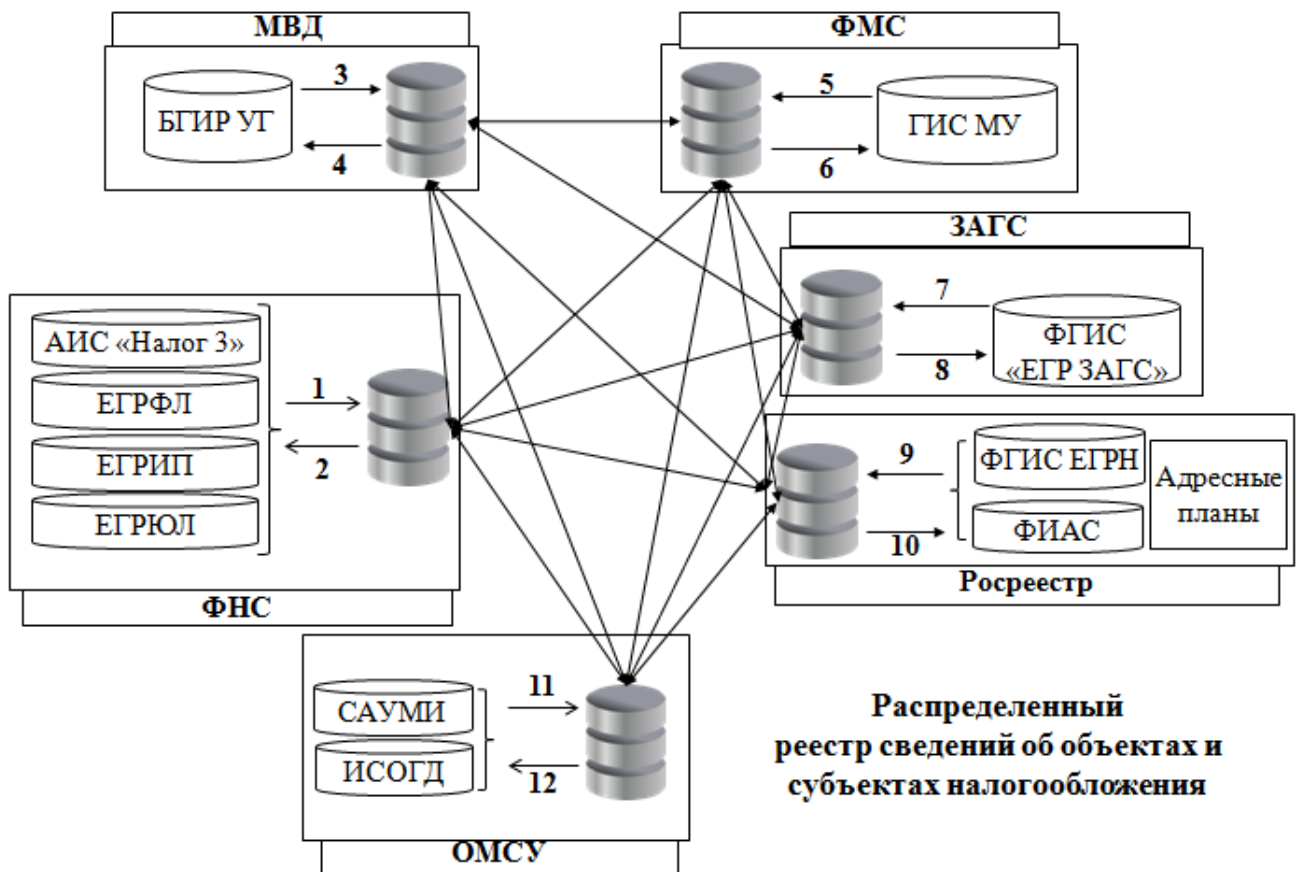 МВД
БГИР УГ
3
4
ФМС
5
6
ГИС МУ
ЗАГС
7
8
ФГИС
«ЕГР ЗАГС»
АИС «Налог 3»
ЕГРФЛ
ЕГРИП
ЕГРЮЛ
1
2
ФНС
9
10
ФГИС ЕГРН
ФИАС
Адресные
планы
Росреестр
САУМИ
ИСОГД
11
12
ОМСУ
Распределенный
реестр сведений об объектах и
субъектах налогообложения